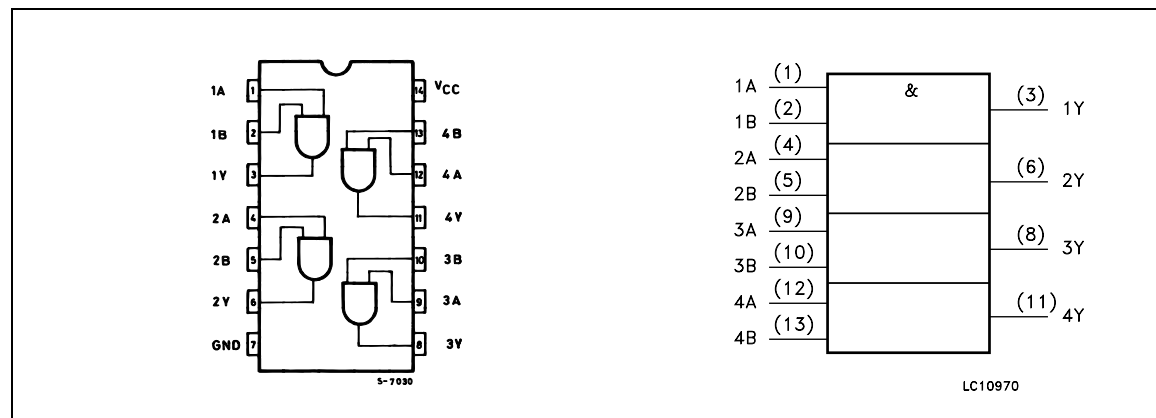 1A 1 14 VCC
1B 2 13 4B
1Y 3 12 4A
2A 4 11 4Y
2B 5 10 3B
2Y 6 9 3A
GND 7 8 3Y
S-7030
&
1A (1)
1B (2)
(3) 1Y
2A (4)
2B (5)
(6) 2Y
3A (9)
3B (10)
(8) 3Y
4A (12)
4B (13)
(11) 4Y
LC10970